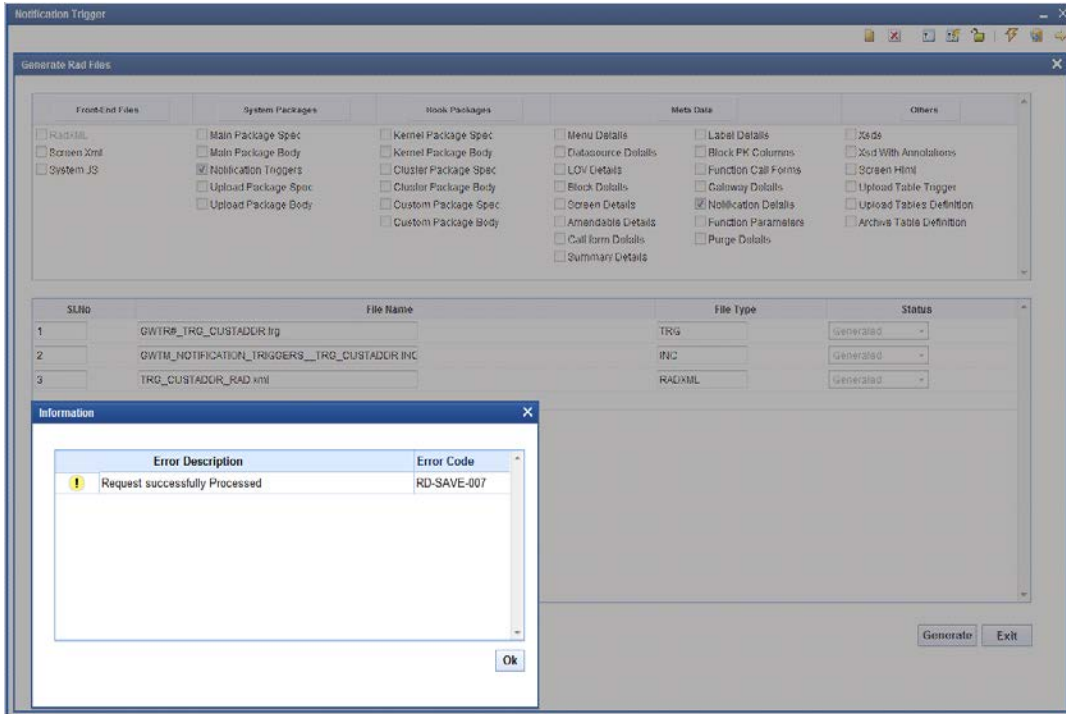 Notification Trigger
Generate Rad Files
Front-End Files System Packages Hook Packages Meta Data Others
RadXML Main Package Spec Kernel Package Spec Menu Details Label Details Xsds
Screen Xml Main Package Body Kernel Package Body Datasource Details Block PK Columns Xsd With Annotations
System JS Notification Triggers Cluster Package Spec LOV Details Function Call Forms Screen Html
Upload Package Spec Cluster Package Body Block Details Gateway Details Upload Table Trigger
Upload Package Body Custom Package Spec Screen Details Notification Details Upload Tables Definition
Custom Package Body Amendable Details Function Parameters Archive Table Definition
Call form Details Purge Details
Summary Details
Sl.No File Name File Type Status
1 GWTR#_TRG_CUSTADDR.trg TRG Generated
2 GWTM_NOTIFICATION_TRIGGERS__TRG_CUSTADDR.INC INC Generated
3 TRG_CUSTADDR_RAD.xml RADXML Generated
Information
Error Description Error Code
Request successfully Processed RD-SAVE-007
Ok
Generate Exit